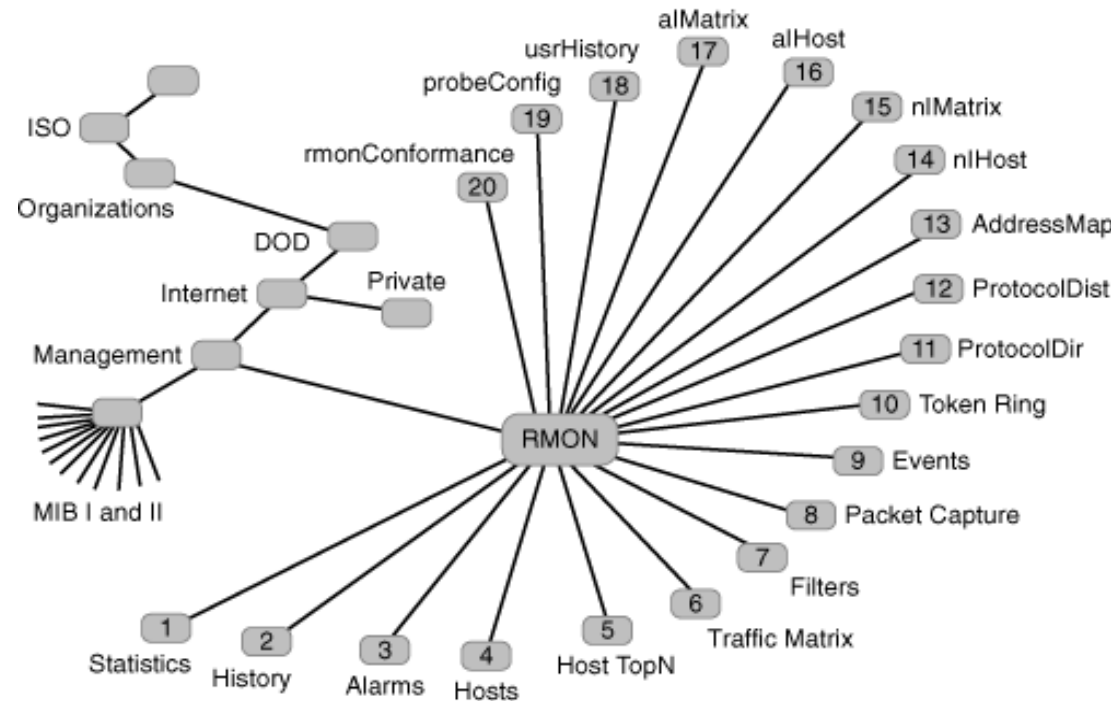 alMatrix
17
alHost
usrHistory
16
probeConfig
18
15 nlMatrix
ISO
19
rmonConformance
14 nlHost
20
Organizations
13 AddressMap
DOD
Private
12 ProtocolDist
Internet
Management
11 ProtocolDir
10 Token Ring
RMON
9 Events
MIB I and II
8 Packet Capture
7
Filters
6
Traffic Matrix
5
Host TopN
1
Statistics
2
History
3
Alarms
4
Hosts